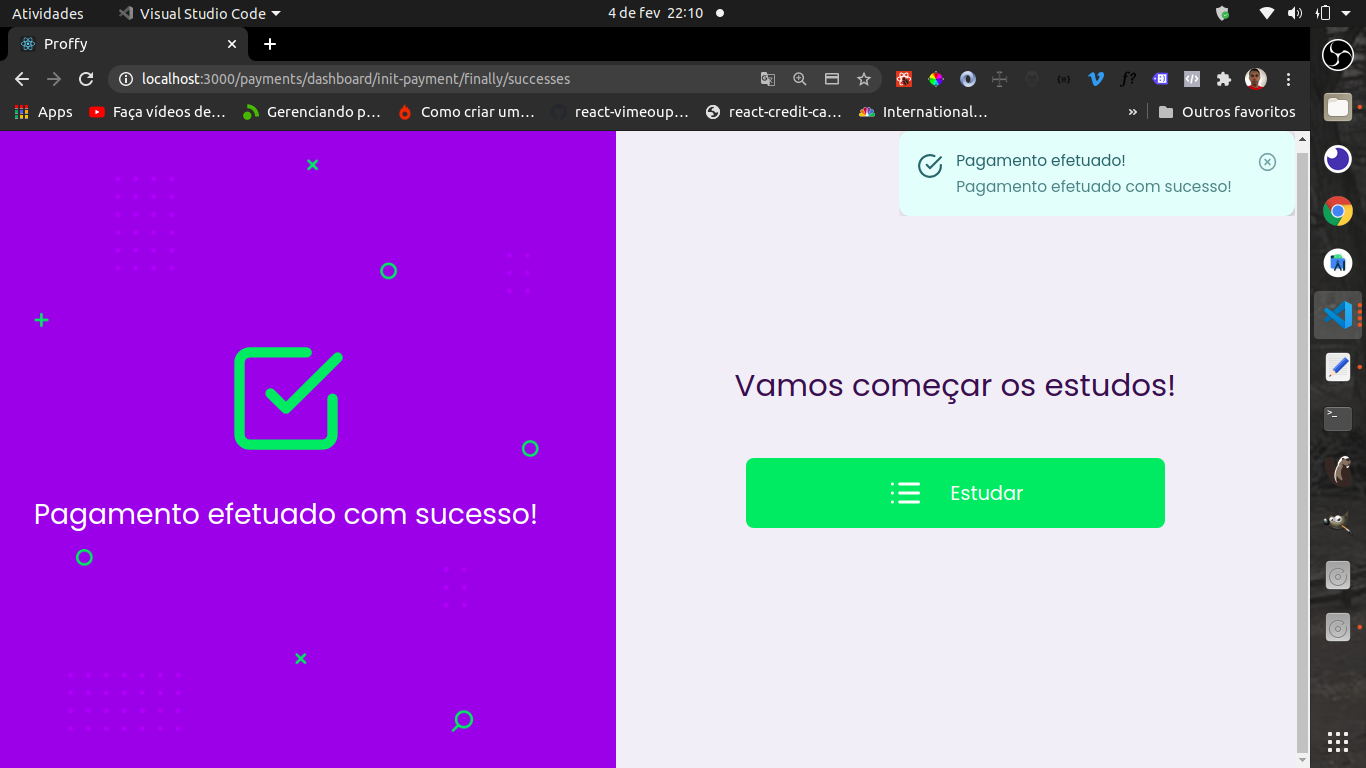 Atividades
Visual Studio Code
4 de fev 22:10
Proffy
localhost:3000/payments/dashboard/init-payment/finally/successes
Apps
Faça vídeos de…
Gerenciando p…
Como criar um…
react-vimeoup…
react-credit-ca…
International…
»
Outros favoritos
Pagamento efetuado!
Pagamento efetuado com sucesso!
Pagamento efetuado com sucesso!
Vamos começar os estudos!
Estudar